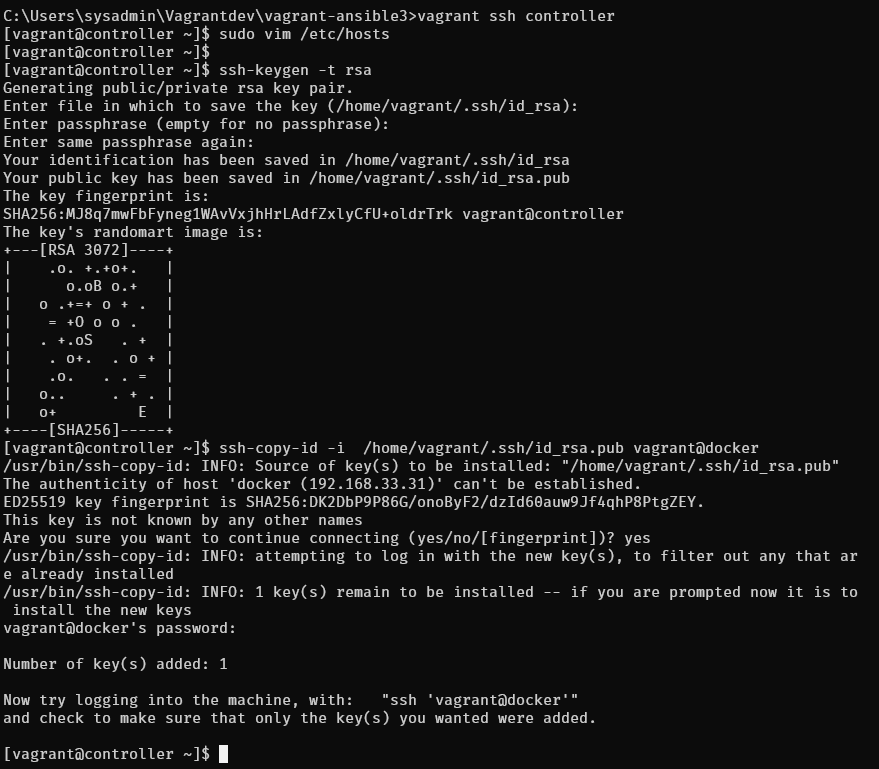 C:\Users\sysadmin\Vagrantdev\vagrant-ansible3>vagrant ssh controller
[vagrant@controller ~]$ sudo vim /etc/hosts
[vagrant@controller ~]$
[vagrant@controller ~]$ ssh-keygen -t rsa
Generating public/private rsa key pair.
Enter file in which to save the key (/home/vagrant/.ssh/id_rsa):
Enter passphrase (empty for no passphrase):
Enter same passphrase again:
Your identification has been saved in /home/vagrant/.ssh/id_rsa
Your public key has been saved in /home/vagrant/.ssh/id_rsa.pub
The key fingerprint is:
SHA256:MJ8q7mwFbFyneg1WAvVxjhHrLAdfZxlyCfU+oldrTrk vagrant@controller
The key's randomart image is:
+---[RSA 3072]----+
|    .o. +.+o+.   |
|      o.oB o.+   |
|   o .+=+ o + .  |
|    = +O o o .   |
|   . +.oS   . +  |
|    . o+.  . o + |
|    .o.   . . =  |
|   o..     . + . |
|   o+         E  |
+----[SHA256]-----+
[vagrant@controller ~]$ ssh-copy-id -i  /home/vagrant/.ssh/id_rsa.pub vagrant@docker
/usr/bin/ssh-copy-id: INFO: Source of key(s) to be installed: "/home/vagrant/.ssh/id_rsa.pub"
The authenticity of host 'docker (192.168.33.31)' can't be established.
ED25519 key fingerprint is SHA256:DK2DbP9P86G/onoByF2/dzId60auw9Jf4qhP8PtgZEY.
This key is not known by any other names
Are you sure you want to continue connecting (yes/no/[fingerprint])? yes
/usr/bin/ssh-copy-id: INFO: attempting to log in with the new key(s), to filter out any that ar
e already installed
/usr/bin/ssh-copy-id: INFO: 1 key(s) remain to be installed -- if you are prompted now it is to
 install the new keys
vagrant@docker's password:

Number of key(s) added: 1

Now try logging into the machine, with:   "ssh 'vagrant@docker'"
and check to make sure that only the key(s) you wanted were added.

[vagrant@controller ~]$